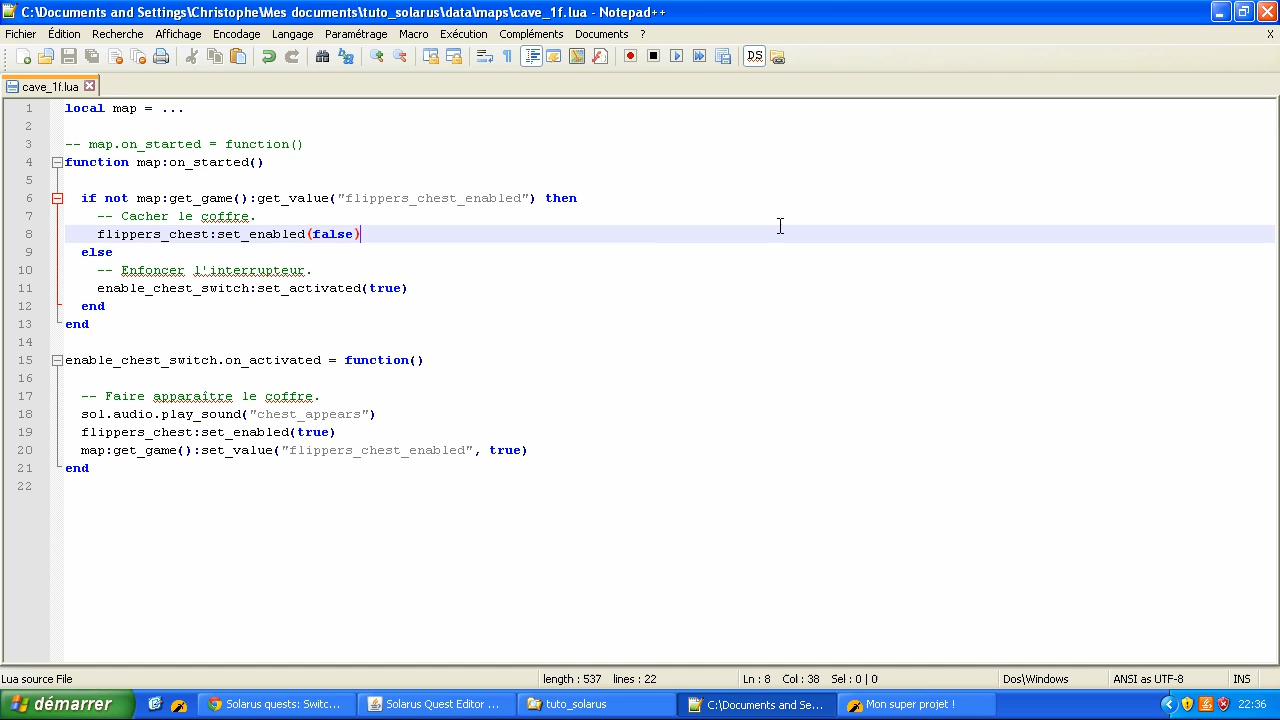 C:\Documents and Settings\Christophe\Mes documents\tuto_solarus\data\maps\cave_1f.lua - Notepad++
Fichier Édition Recherche Affichage Encodage Langage Paramétrage Macro Exécution Compléments Documents ? X
cave_1f.lua
1 local map = ...
2
3 -- map.on_started = function()
4 function map:on_started()
5
6 if not map:get_game():get_value("flippers_chest_enabled") then
7 -- Cacher le coffre.
8 flippers_chest:set_enabled(false)
9 else
10 -- Enfoncer l'interrupteur.
11 enable_chest_switch:set_activated(true)
12 end
13 end
14
15 enable_chest_switch.on_activated = function()
16
17 -- Faire apparaître le coffre.
18 sol.audio.play_sound("chest_appears")
19 flippers_chest:set_enabled(true)
20 map:get_game():set_value("flippers_chest_enabled", true)
21 end
22
Lua source File length : 537 lines : 22 Ln : 8 Col : 38 Sel : 0 | 0 Dos\Windows ANSI as UTF-8 INS
démarrer Solarus quests: Switc... Solarus Quest Editor ... tuto_solarus C:\Documents and Se... Mon super projet ! 22:36